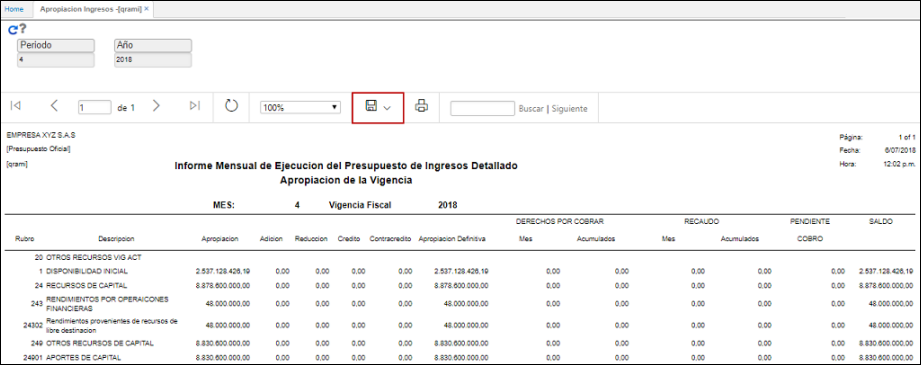 Home Apropiacion Ingresos -[qrami] ×
?
Periodo Año
4 2018
1 de 1 100% Buscar | Siguiente
EMPRESA XYZ S.A.S Página: 1 of 1
[Presupuesto Oficial] Fecha: 6/07/2018
[qrami] Informe Mensual de Ejecucion del Presupuesto de Ingresos Detallado Hora: 12:02 p.m.
Apropiacion de la Vigencia
MES: 4 Vigencia Fiscal 2018
DERECHOS POR COBRAR RECAUDO PENDIENTE SALDO
Rubro Descripcion Apropiacion Adicion Reduccion Credito Contracredito Apropiacion Definitiva Mes Acumulados Mes Acumulados COBRO
20 OTROS RECURSOS VIG ACT
1 DISPONIBILIDAD INICIAL 2.537.128.426,19 0,00 0,00 0,00 0,00 2.537.128.426,19 0,00 0,00 0,00 0,00 0,00 2.537.128.426,19
24 RECURSOS DE CAPITAL 8.878.600.000,00 0,00 0,00 0,00 0,00 8.878.600.000,00 0,00 0,00 0,00 0,00 0,00 8.878.600.000,00
243 RENDIMIENTOS POR OPERAICONES FINANCIERAS 48.000.000,00 0,00 0,00 0,00 0,00 48.000.000,00 0,00 0,00 0,00 0,00 0,00 48.000.000,00
24302 Rendimientos provenientes de recursos de libre destinacion 48.000.000,00 0,00 0,00 0,00 0,00 48.000.000,00 0,00 0,00 0,00 0,00 0,00 48.000.000,00
249 OTROS RECURSOS DE CAPITAL 8.830.600.000,00 0,00 0,00 0,00 0,00 8.830.600.000,00 0,00 0,00 0,00 0,00 0,00 8.830.600.000,00
24901 APORTES DE CAPITAL 8.830.600.000,00 0,00 0,00 0,00 0,00 8.830.600.000,00 0,00 0,00 0,00 0,00 0,00 8.830.600.000,00